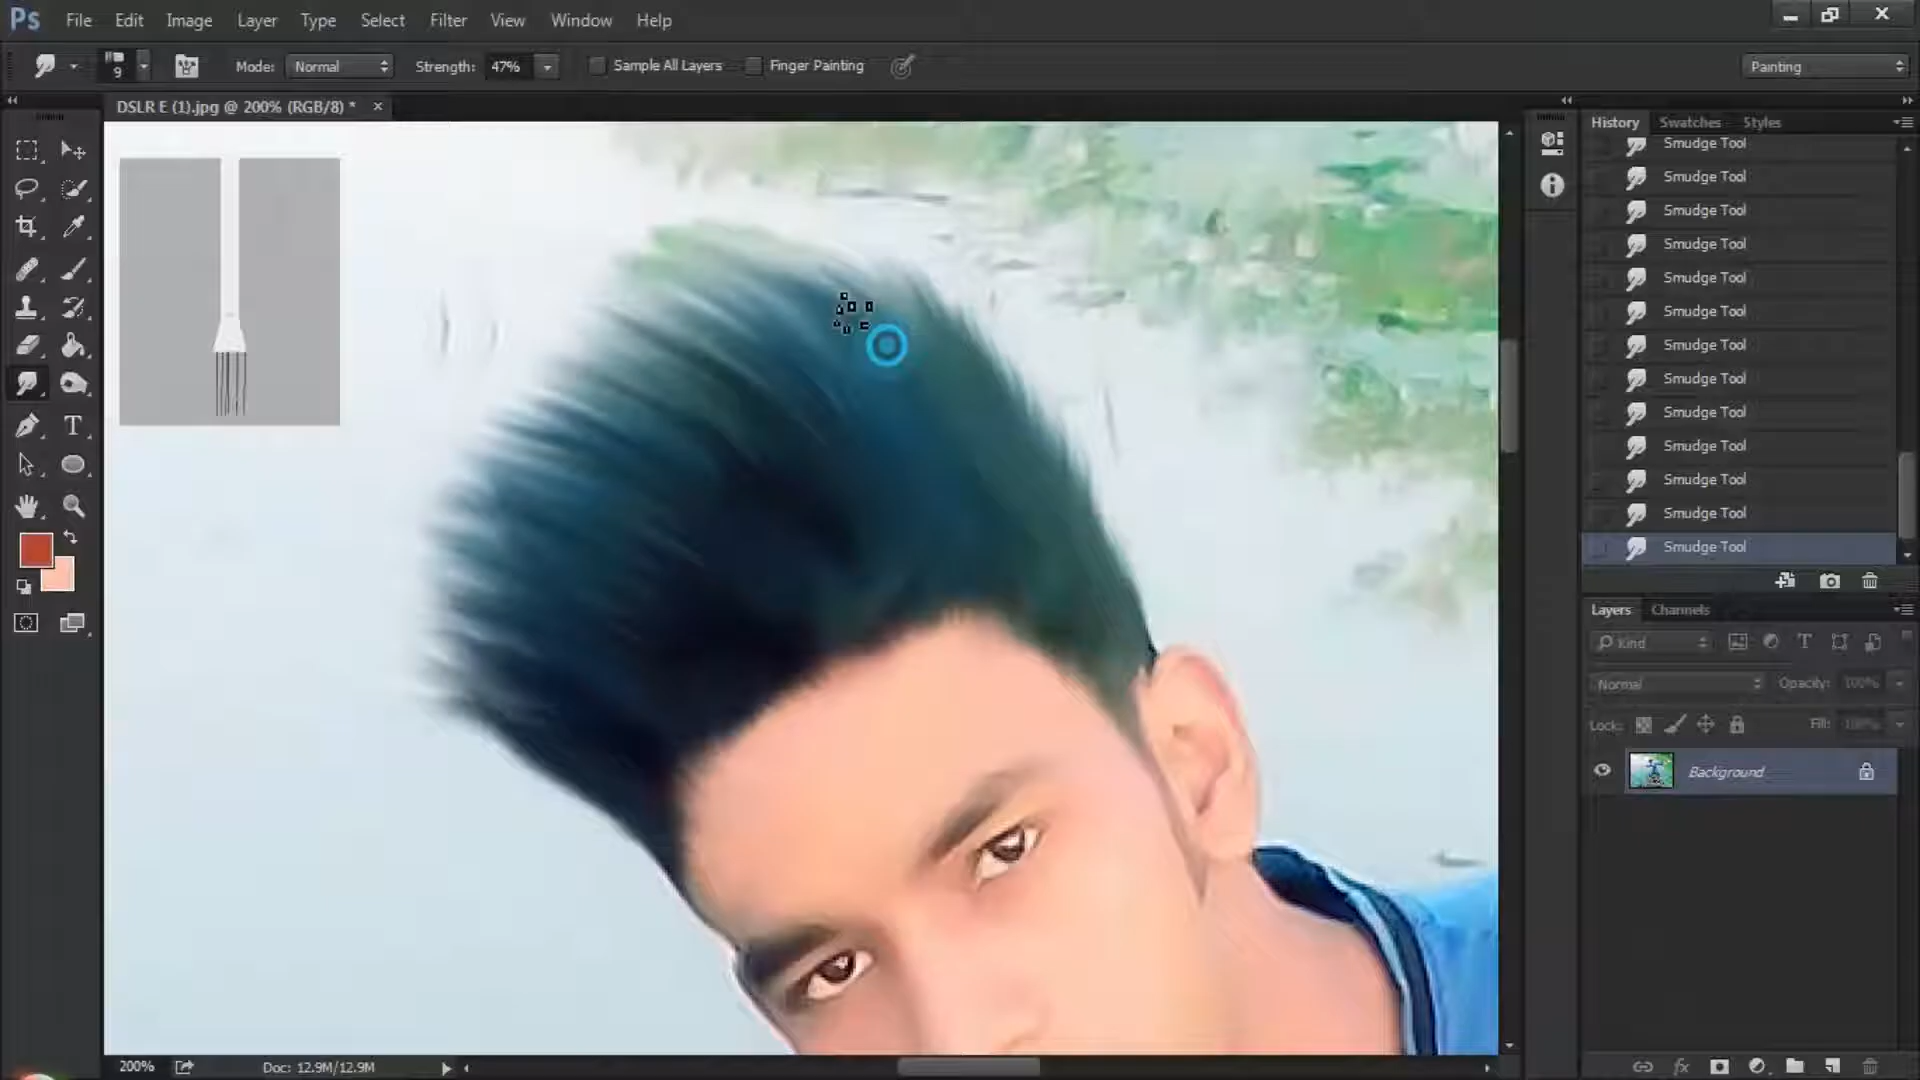 Ps File Edit Image Layer Type Select Filter View Window Help
9 Mode: Normal Strength: 47% Sample All Layers Finger Painting Painting
DSLR E (1).jpg @ 200% (RGB/8) * ×
History Swatches Styles
Smudge Tool
Smudge Tool
Smudge Tool
Smudge Tool
Smudge Tool
Smudge Tool
Smudge Tool
Smudge Tool
Smudge Tool
Smudge Tool
Smudge Tool
Smudge Tool
Smudge Tool
Layers Channels
Kind
Normal Opacity: 100%
Lock: Fill: 100%
Background
200% Doc: 12.9M/12.9M